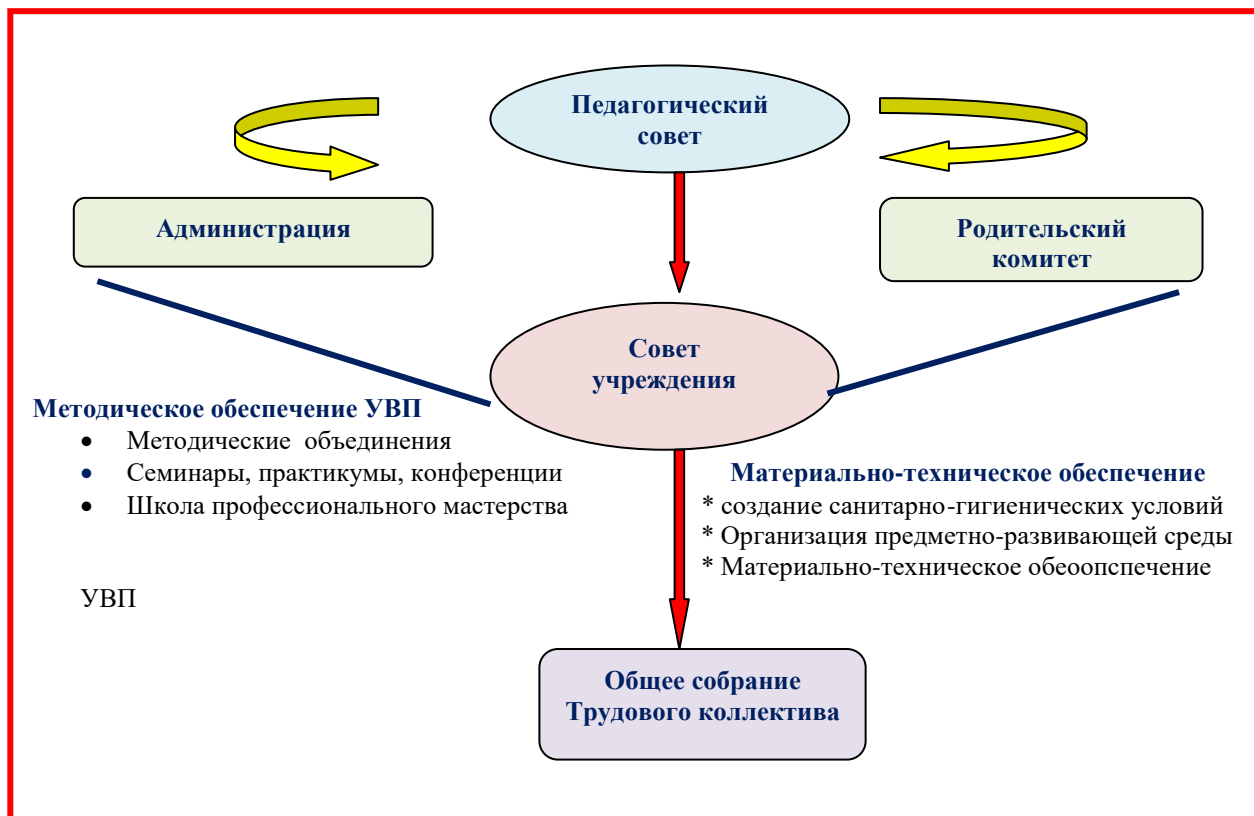 Педагогический
совет
Администрация
Родительский
комитет
Совет
учреждения
Методическое обеспечение УВП
• Методические объединения
• Семинары, практикумы, конференции
• Школа профессионального мастерства
УВП
Материально-техническое обеспечение
* создание санитарно-гигиенических условий
* Организация предметно-развивающей среды
* Материально-техническое обеоопспечение
Общее собрание
Трудового коллектива